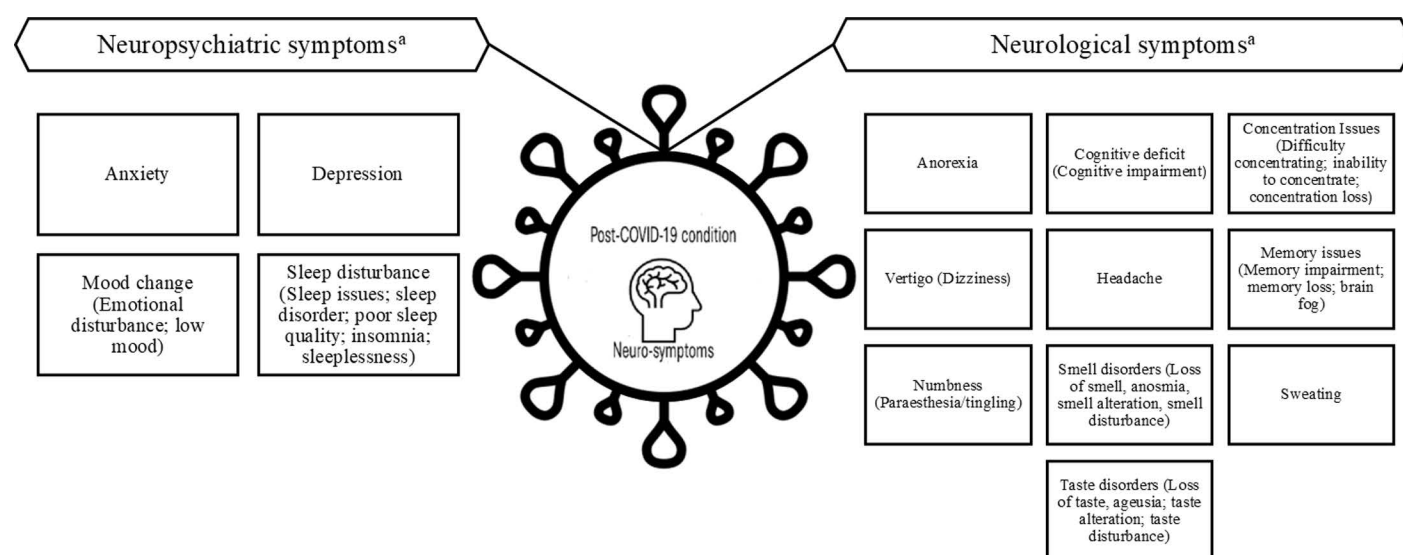 Neuropsychiatric symptomsᵃ
Neurological symptomsᵃ
Anxiety
Depression
Mood change
(Emotional
disturbance; low
mood)
Sleep disturbance
(Sleep issues; sleep
disorder; poor sleep
quality; insomnia;
sleeplessness)
Post-COVID-19 condition
Neuro-symptoms
Anorexia
Cognitive deficit
(Cognitive impairment)
Concentration Issues
(Difficulty
concentrating; inability
to concentrate;
concentration loss)
Vertigo (Dizziness)
Headache
Memory issues
(Memory impairment;
memory loss; brain
fog)
Numbness
(Paraesthesia/tingling)
Smell disorders (Loss
of smell, anosmia,
smell alteration, smell
disturbance)
Sweating
Taste disorders (Loss
of taste, ageusia; taste
alteration; taste
disturbance)